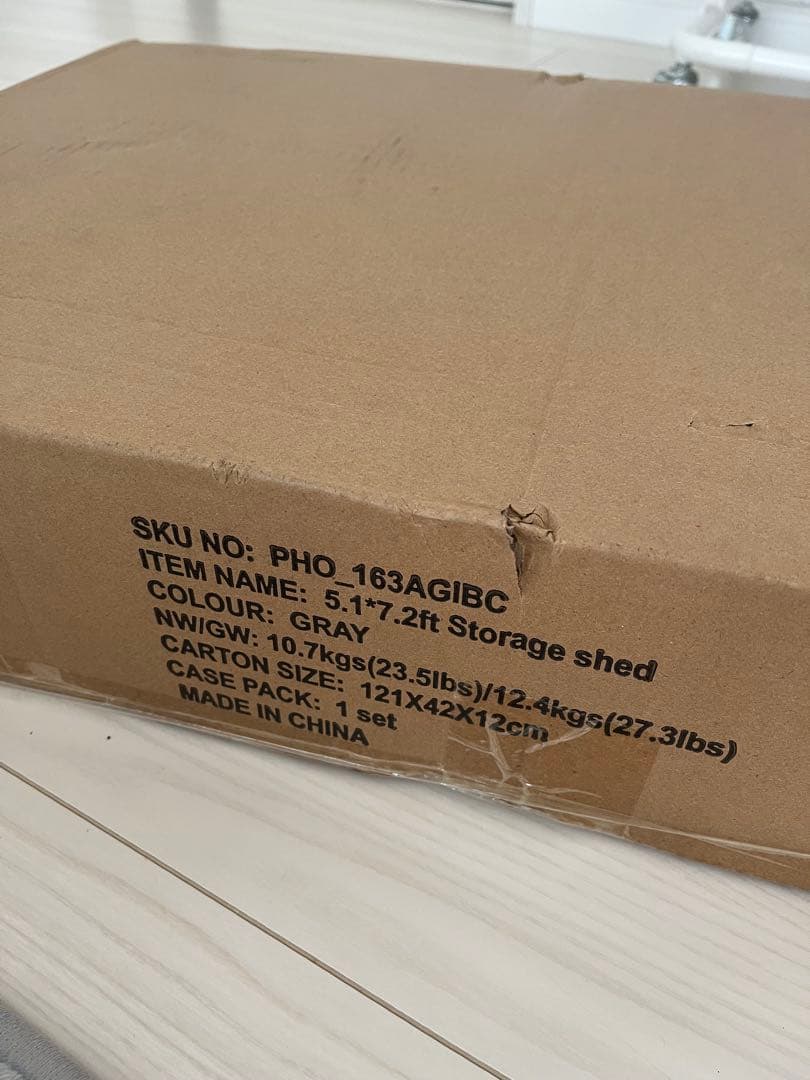 SKU NO: PHO_163AGIBC
ITEM NAME: 5.1*7.2ft Storage shed
COLOUR: GRAY
NW/GW: 10.7kgs(23.5lbs)/12.4kgs(27.3lbs)
CARTON SIZE: 121X42X12cm
CASE PACK: 1 set
MADE IN CHINA